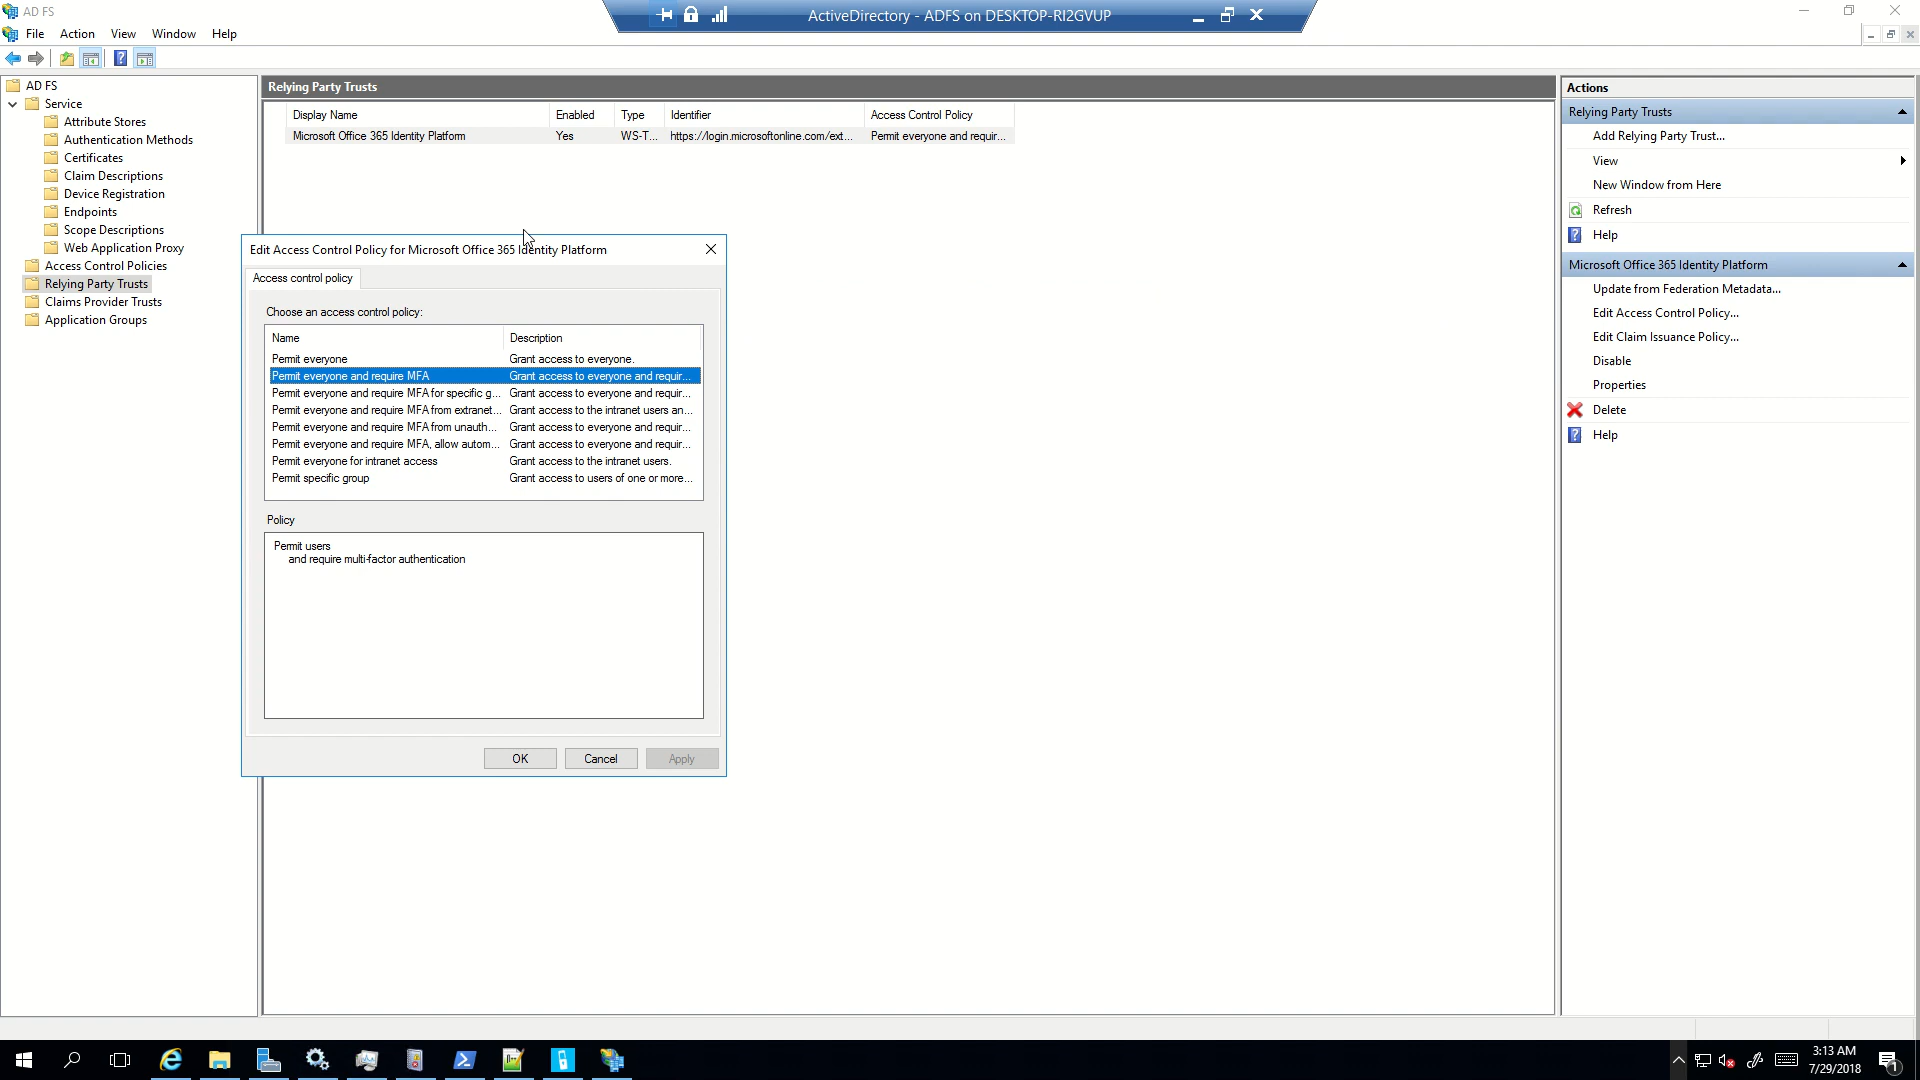 AD FS
ActiveDirectory - ADFS on DESKTOP-RI2GVUP
File Action View Window Help
AD FS
Service
Attribute Stores
Authentication Methods
Certificates
Claim Descriptions
Device Registration
Endpoints
Scope Descriptions
Web Application Proxy
Access Control Policies
Relying Party Trusts
Claims Provider Trusts
Application Groups
Relying Party Trusts
Display Name Enabled Type Identifier Access Control Policy
Microsoft Office 365 Identity Platform Yes WS-T... https://login.microsoftonline.com/ext... Permit everyone and requir...
Edit Access Control Policy for Microsoft Office 365 Identity Platform
Access control policy
Choose an access control policy:
Name Description
Permit everyone Grant access to everyone.
Permit everyone and require MFA Grant access to everyone and requir...
Permit everyone and require MFA for specific g... Grant access to everyone and requir...
Permit everyone and require MFA from extranet... Grant access to the intranet users an...
Permit everyone and require MFA from unauth... Grant access to everyone and requir...
Permit everyone and require MFA, allow autom... Grant access to everyone and requir...
Permit everyone for intranet access Grant access to the intranet users.
Permit specific group Grant access to users of one or more...
Policy
Permit users
and require multi-factor authentication
OK Cancel Apply
Actions
Relying Party Trusts
Add Relying Party Trust...
View
New Window from Here
Refresh
Help
Microsoft Office 365 Identity Platform
Update from Federation Metadata...
Edit Access Control Policy...
Edit Claim Issuance Policy...
Disable
Properties
Delete
Help
3:13 AM
7/29/2018
1